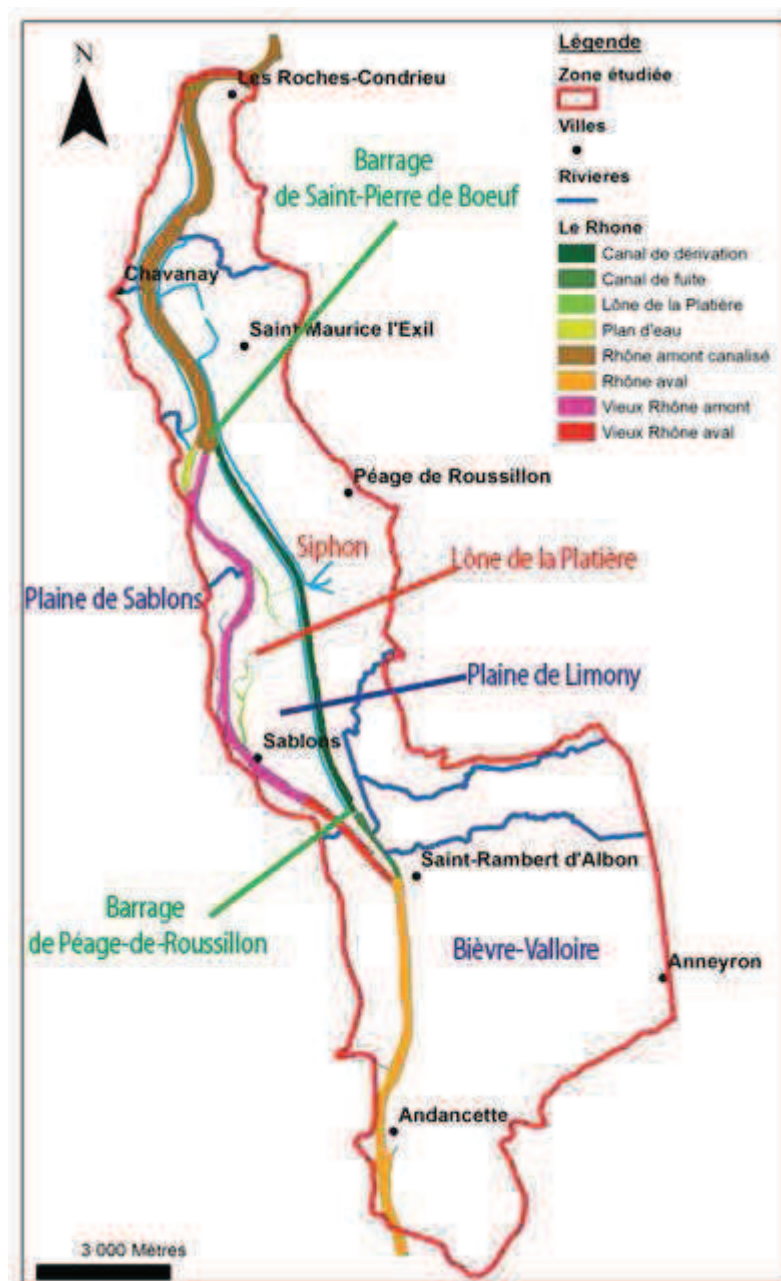 N
Les Roches-Condrieu
Barrage
de Saint-Pierre de Boeuf
Chavanay
Saint Maurice l'Exil
Péage de Roussillon
Siphon
Lône de la Platière
Plaine de Sablons
Plaine de Limony
Sablons
Saint-Rambert d'Albon
Barrage
de Péage-de-Roussillon
Bièvre-Valloire
Anneyron
Andancette
3 000 Mètres
Légende
Zone étudiée
Villes
Rivieres
Le Rhone
Canal de dérivation
Canal de fuite
Lône de la Platière
Plan d'eau
Rhône amont canalisé
Rhône aval
Vieux Rhône amont
Vieux Rhône aval